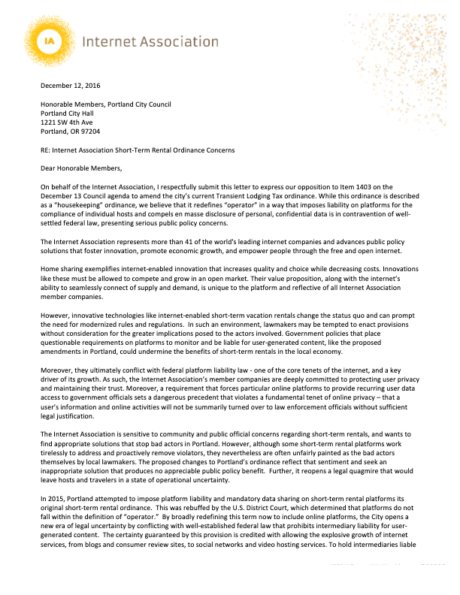 IA Internet Association
December 12, 2016
Honorable Members, Portland City Council
Portland City Hall
1221 SW 4th Ave
Portland, OR 97204
RE: Internet Association Short-Term Rental Ordinance Concerns
Dear Honorable Members,
On behalf of the Internet Association, I respectfully submit this letter to express our opposition to Item 1403 on the
December 13 Council agenda to amend the city's current Transient Lodging Tax ordinance. While this ordinance is described
as a "housekeeping" ordinance, we believe that it redefines "operator" in a way that imposes liability on platforms for
the compliance of individual hosts and compels en masse disclosure of personal, confidential data is in contravention of well-
settled federal law, presenting serious public policy concerns.
The Internet Association represents more than 41 of the world's leading internet companies and advances public policy
solutions that foster innovation, promote economic growth, and empower people through the free and open internet.
Home sharing exemplifies internet-enabled innovation that increases quality and choice while decreasing costs. Innovations
like these must be allowed to compete and grow in an open market. Their value proposition, along with the internet's
ability to seamlessly connect of supply and demand, is unique to the platform and reflective of all Internet Association
member companies.
However, innovative technologies like internet-enabled short-term vacation rentals change the status quo and can prompt
the need for modernized rules and regulations. In such an environment, lawmakers may be tempted to enact provisions
without consideration for the greater implications posed to the actors involved. Government policies that place
questionable requirements on platforms to monitor and be liable for user-generated content, like the proposed
amendments in Portland, could undermine the benefits of short-term rentals in the local economy.
Moreover, they ultimately conflict with federal platform liability law - one of the core tenets of the internet, and a key
driver of its growth. As such, the Internet Association's member companies are deeply committed to protecting user privacy
and maintaining their trust. Moreover, a requirement that forces particular online platforms to provide recurring user data
access to government officials sets a dangerous precedent that violates a fundamental tenet of online privacy – that a
user's information and online activities will not be summarily turned over to law enforcement officials without sufficient
legal justification.
The Internet Association is sensitive to community and public official concerns regarding short-term rentals, and wants to
find appropriate solutions that stop bad actors in Portland. However, although some short-term rental platforms work
tirelessly to address and proactively remove violators, they nevertheless are often unfairly painted as the bad actors
themselves by local lawmakers. The proposed changes to Portland's ordinance reflect that sentiment and seek an
inappropriate solution that produces no appreciable public policy benefit. Further, it reopens a legal quagmire that would
leave hosts and travelers in a state of operational uncertainty.
In 2015, Portland attempted to impose platform liability and mandatory data sharing on short-term rental platforms its
original short-term rental ordinance. This was rebuffed by the U.S. District Court, which determined that platforms do not
fall within the definition of "operator." By broadly redefining this term now to include online platforms, the City opens a
new era of legal uncertainty by conflicting with well-established federal law that prohibits intermediary liability for user-
generated content. The certainty guaranteed by this provision is credited with allowing the explosive growth of internet
services, from blogs and consumer review sites, to social networks and video hosting services. To hold intermediaries liable